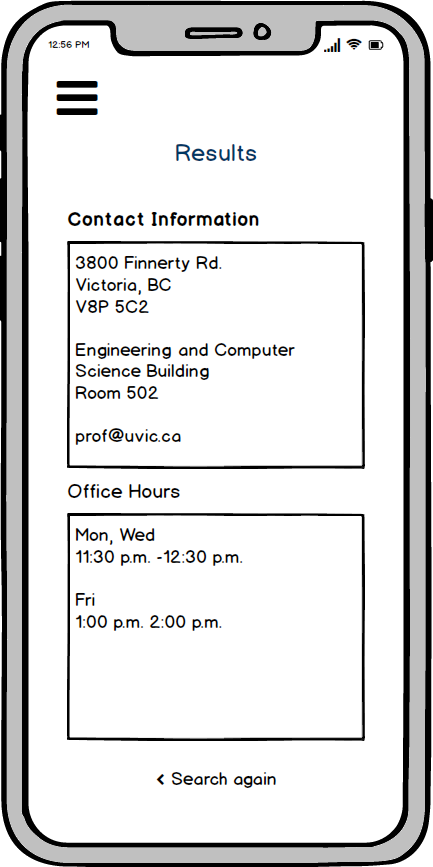 12:56 PM
Results
Contact Information
3800 Finnerty Rd.
Victoria, BC
V8P 5C2
Engineering and Computer
Science Building
Room 502
prof@uvic.ca
Office Hours
Mon, Wed
11:30 p.m. -12:30 p.m.
Fri
1:00 p.m. 2:00 p.m.
< Search again